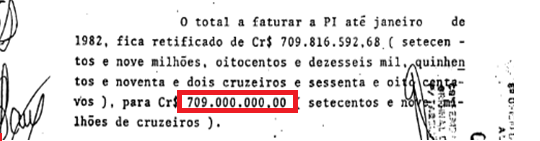 O total a faturar a PI até janeiro de
1982, fica retificado de Cr$ 709.816.592,68 ( setecen -
tos e nove milhões, oitocentos e dezesseis mil, quinhen
tos e noventa e dois cruzeiros e sessenta e oito centa-
vos ), para Cr$ 709.000.000,00 ( setecentos e nove mi-
lhões de cruzeiros ).